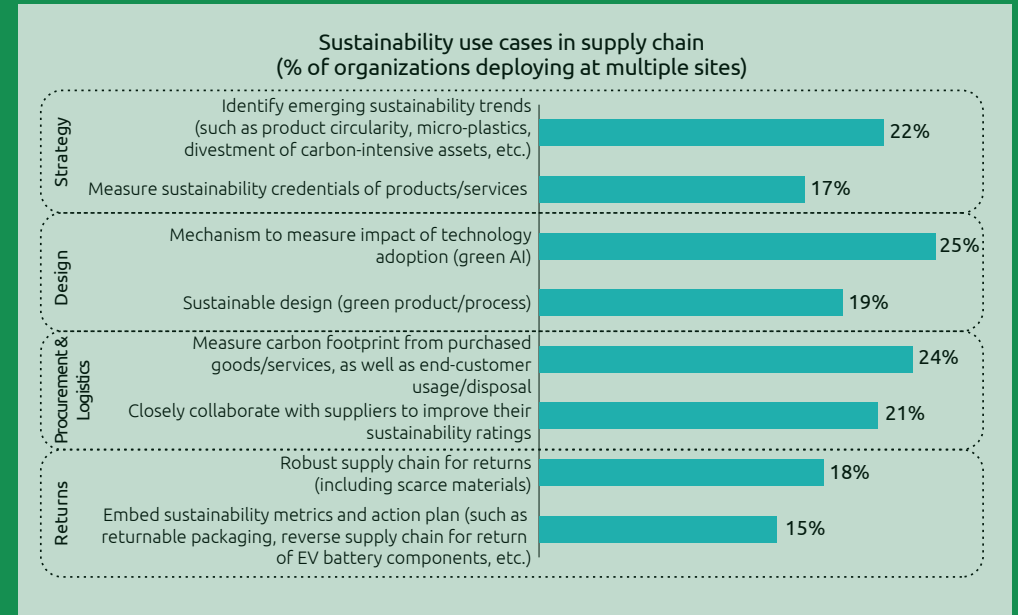 Sustainability use cases in supply chain
(% of organizations deploying at multiple sites)
Strategy
Identify emerging sustainability trends
(such as product circularity, micro-plastics,
divestment of carbon-intensive assets, etc.)
22%
Measure sustainability credentials of products/services
17%
Design
Mechanism to measure impact of technology
adoption (green AI)
25%
Sustainable design (green product/process)
19%
Procurement &
Logistics
Measure carbon footprint from purchased
goods/services, as well as end-customer
usage/disposal
24%
Closely collaborate with suppliers to improve their
sustainability ratings
21%
Returns
Robust supply chain for returns
(including scarce materials)
18%
Embed sustainability metrics and action plan (such as
returnable packaging, reverse supply chain for return
of EV battery components, etc.)
15%